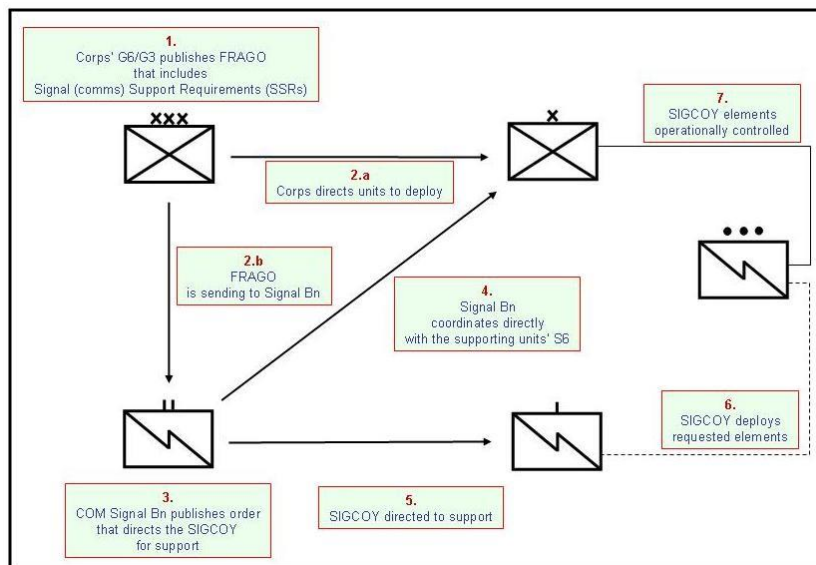 1.
Corps' G6/G3 publishes FRAGO
that includes
Signal (comms) Support Requirements (SSRs)
XXX
x
7.
SIGCOY elements
operationally controlled
2.a
Corps directs units to deploy
2.b
FRAGO
is sending to Signal Bn
4.
Signal Bn
coordinates directly
with the supporting units' S6
6.
SIGCOY deploys
requested elements
3.
COM Signal Bn publishes order
that directs the SIGCOY
for support
5.
SIGCOY directed to support